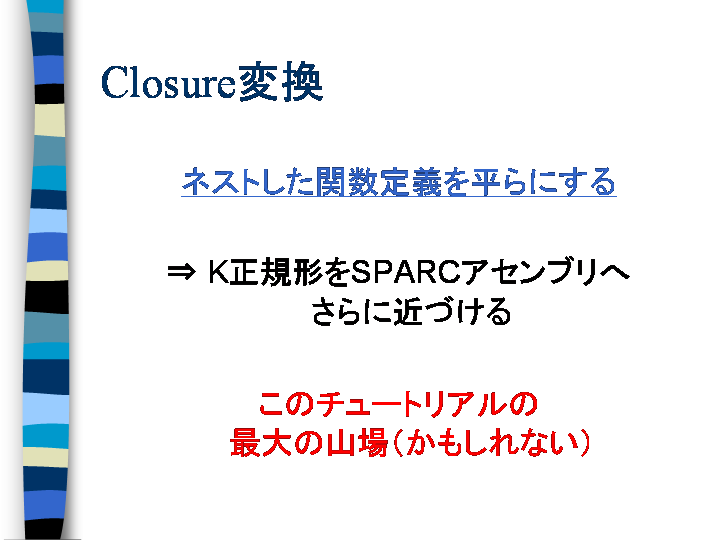 Closure変換
ネストした関数定義を平らにする
⇒ K正規形をSPARCアセンブリへ
さらに近づける
このチュートリアルの
最大の山場（かもしれない）